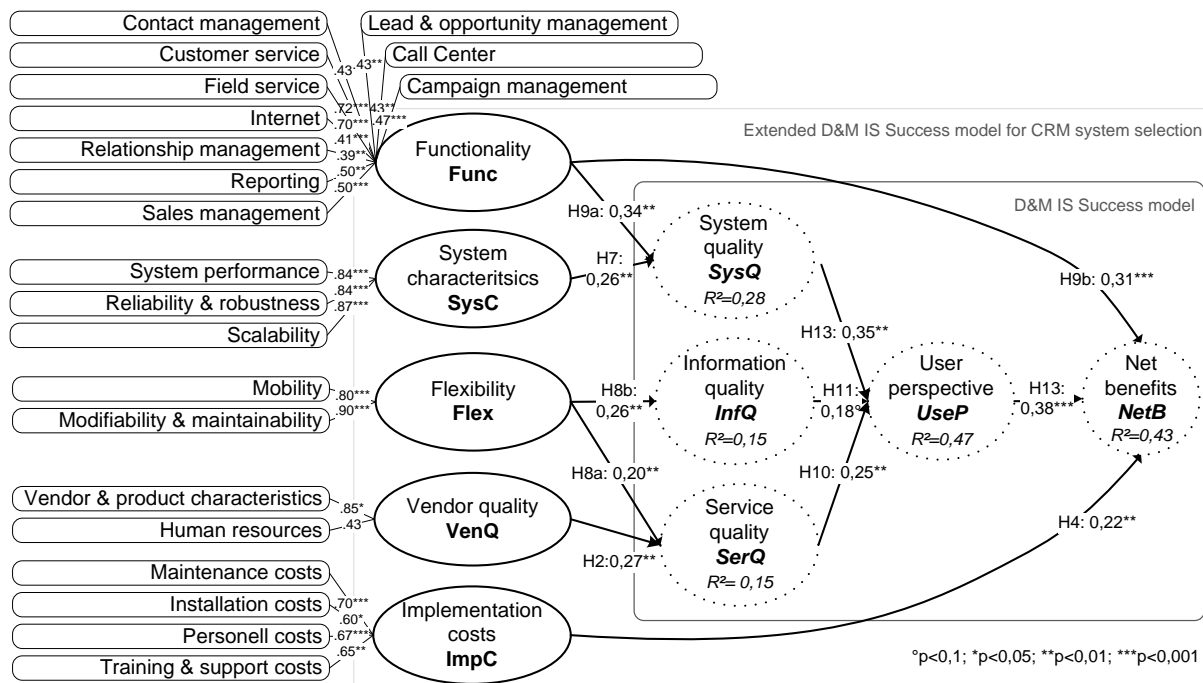 Contact management
Customer service
Field service
Internet
Relationship management
Reporting
Sales management
Lead & opportunity management
Call Center
Campaign management
.43
.43**
.72***
.43**
.70***
.47***
.41***
.39**
.50**
.50***
System performance
Reliability & robustness
Scalability
.84***
.84***
.87***
Mobility
Modifiability & maintainability
.80***
.90***
Vendor & product characteristics
Human resources
.85*
.43
Maintenance costs
Installation costs
Personell costs
Training & support costs
.70***
.60*
.67***
.65**
Functionality
Func
System
characteritsics
SysC
Flexibility
Flex
Vendor quality
VenQ
Implementation
costs
ImpC
Extended D&M IS Success model for CRM system selection
D&M IS Success model
H9a: 0,34**
H7:
0,26**
H8b:
0,26**
H8a: 0,20**
H2:0,27**
System
quality
SysQ
R²=0,28
Information
quality
InfQ
R²=0,15
Service
quality
SerQ
R²= 0,15
H13: 0,35**
H11:
0,18°
H10: 0,25**
User
perspective
UseP
R²=0,47
H13:
0,38***
H9b: 0,31***
H4: 0,22**
Net
benefits
NetB
R²=0,43
°p<0,1; *p<0,05; **p<0,01; ***p<0,001